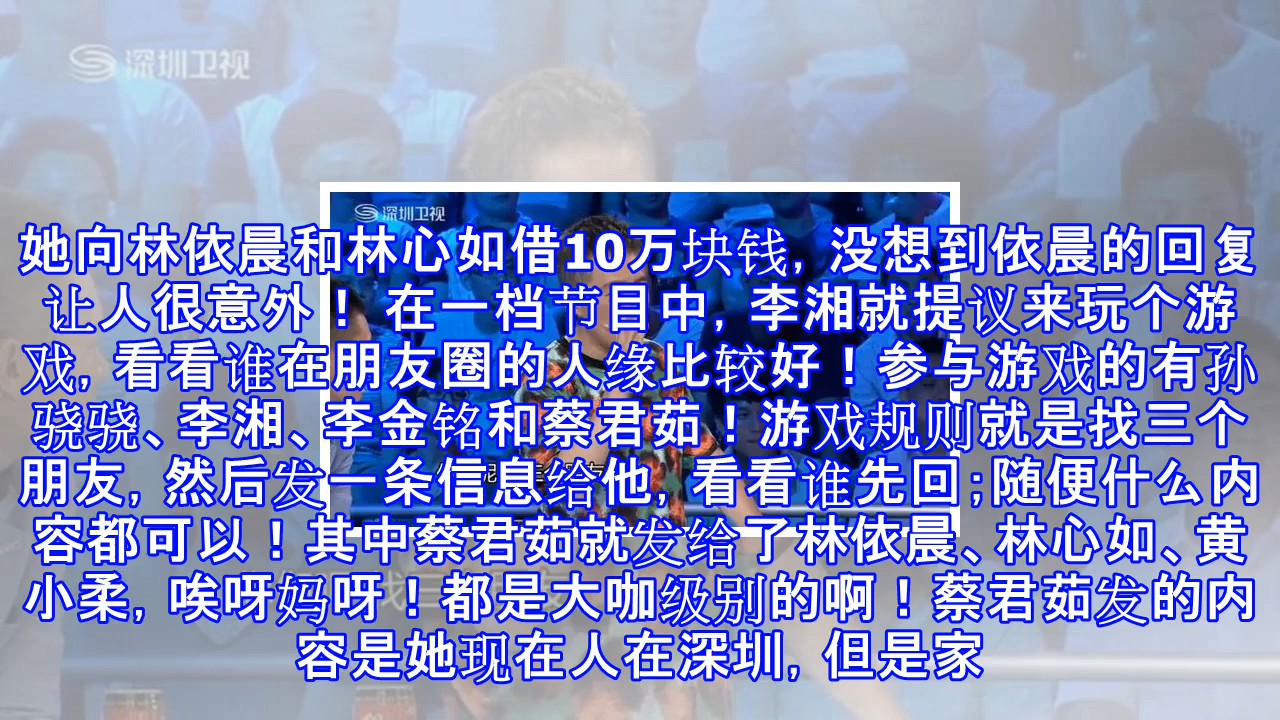 深圳卫视
深圳卫视
她向林依晨和林心如借10万块钱, 没想到依晨的回复
让人很意外！在一档节目中, 李湘就提议来玩个游
戏, 看看谁在朋友圈的人缘比较好！参与游戏的有孙
骁骁、李湘、李金铭和蔡君茹！游戏规则就是找三个
朋友, 然后发一条信息给他, 看看谁先回;随便什么内
容都可以！其中蔡君茹就发给了林依晨、林心如、黄
小柔, 唉呀妈呀！都是大咖级别的啊！蔡君茹发的内
容是她现在人在深圳, 但是家